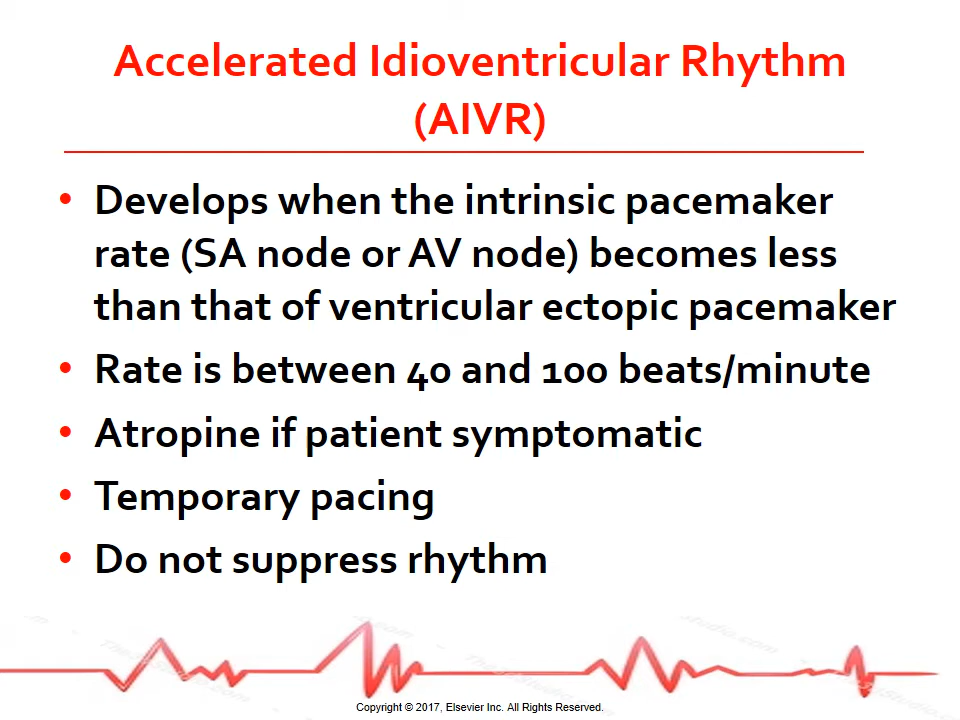 Accelerated Idioventricular Rhythm
(AIVR)
• Develops when the intrinsic pacemaker
rate (SA node or AV node) becomes less
than that of ventricular ectopic pacemaker
• Rate is between 40 and 100 beats/minute
• Atropine if patient symptomatic
• Temporary pacing
• Do not suppress rhythm
Copyright © 2017, Elsevier Inc. All Rights Reserved.